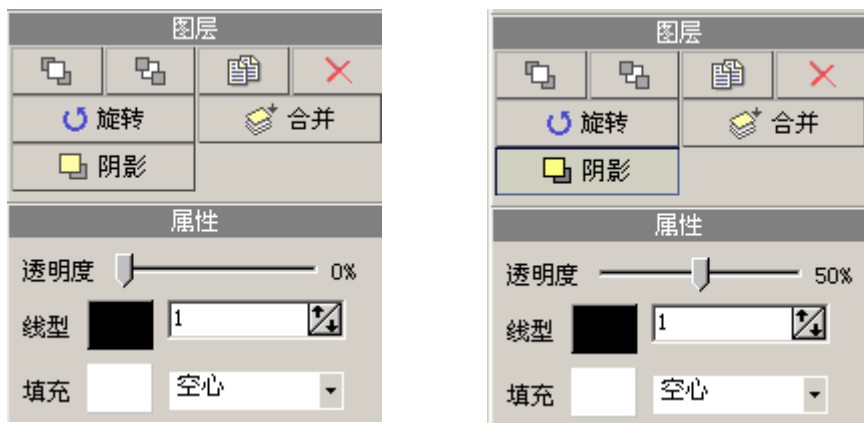 图层
旋转 合并
阴影
属性
透明度 0%
线型 1
填充 空心
图层
旋转 合并
阴影
属性
透明度 50%
线型 1
填充 空心